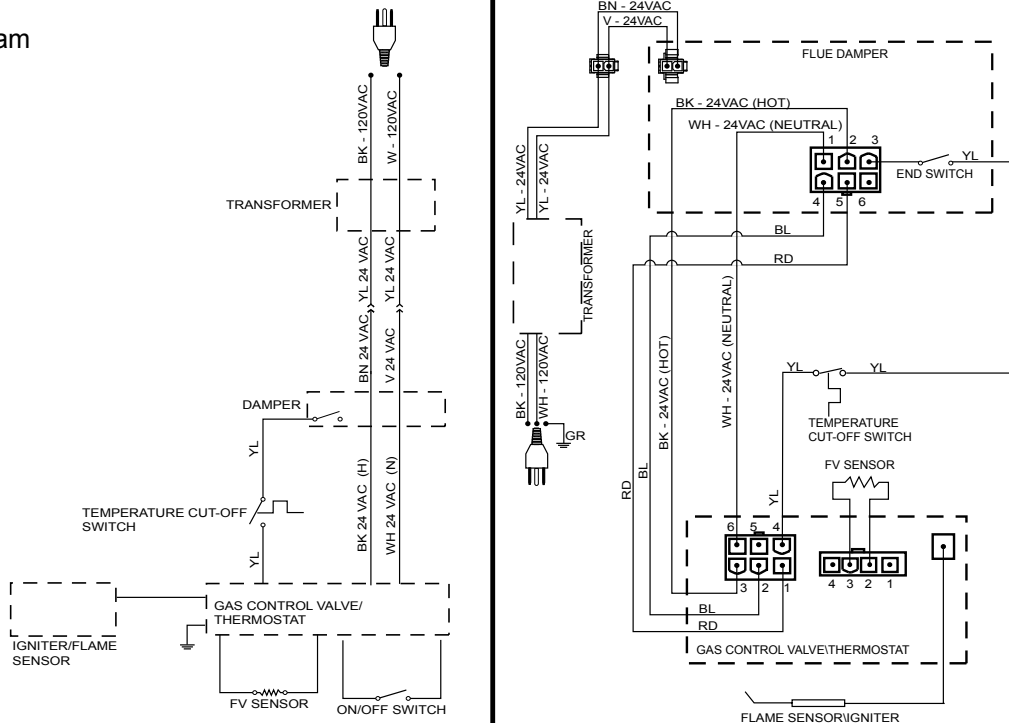 am
BK - 120VAC
W - 120VAC
TRANSFORMER
YL 24 VAC
YL 24 VAC
BN 24 VAC
V 24 VAC
DAMPER
YL
BK 24 VAC (H)
WH 24 VAC (N)
TEMPERATURE CUT-OFF
SWITCH
YL
GAS CONTROL VALVE/
THERMOSTAT
IGNITER/FLAME
SENSOR
FV SENSOR
ON/OFF SWITCH
BN - 24VAC
V - 24VAC
FLUE DAMPER
BK - 24VAC (HOT)
WH - 24VAC (NEUTRAL)
1 2 3
YL
END SWITCH
4 5 6
YL - 24VAC
YL - 24VAC
BL
RD
TRANSFORMER
BK - 120VAC
WH - 120VAC
GR
BK - 24VAC (HOT)
WH - 24VAC (NEUTRAL)
YL
YL
TEMPERATURE
CUT-OFF SWITCH
FV SENSOR
RD
BL
YL
6 5 4
3 2 1
4 3 2 1
BL
RD
GAS CONTROL VALVE\THERMOSTAT
FLAME SENSOR\IGNITER